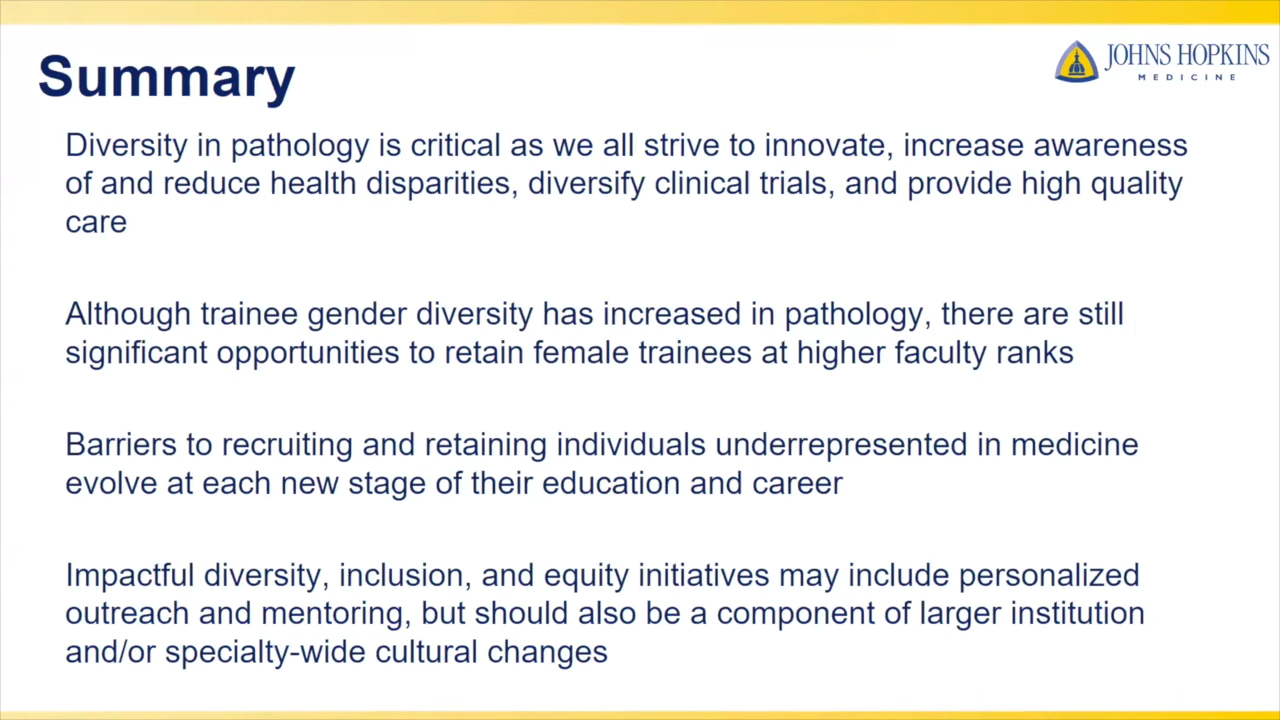 Summary
JOHNS HOPKINS
MEDICINE
Diversity in pathology is critical as we all strive to innovate, increase awareness
of and reduce health disparities, diversify clinical trials, and provide high quality
care
Although trainee gender diversity has increased in pathology, there are still
significant opportunities to retain female trainees at higher faculty ranks
Barriers to recruiting and retaining individuals underrepresented in medicine
evolve at each new stage of their education and career
Impactful diversity, inclusion, and equity initiatives may include personalized
outreach and mentoring, but should also be a component of larger institution
and/or specialty-wide cultural changes